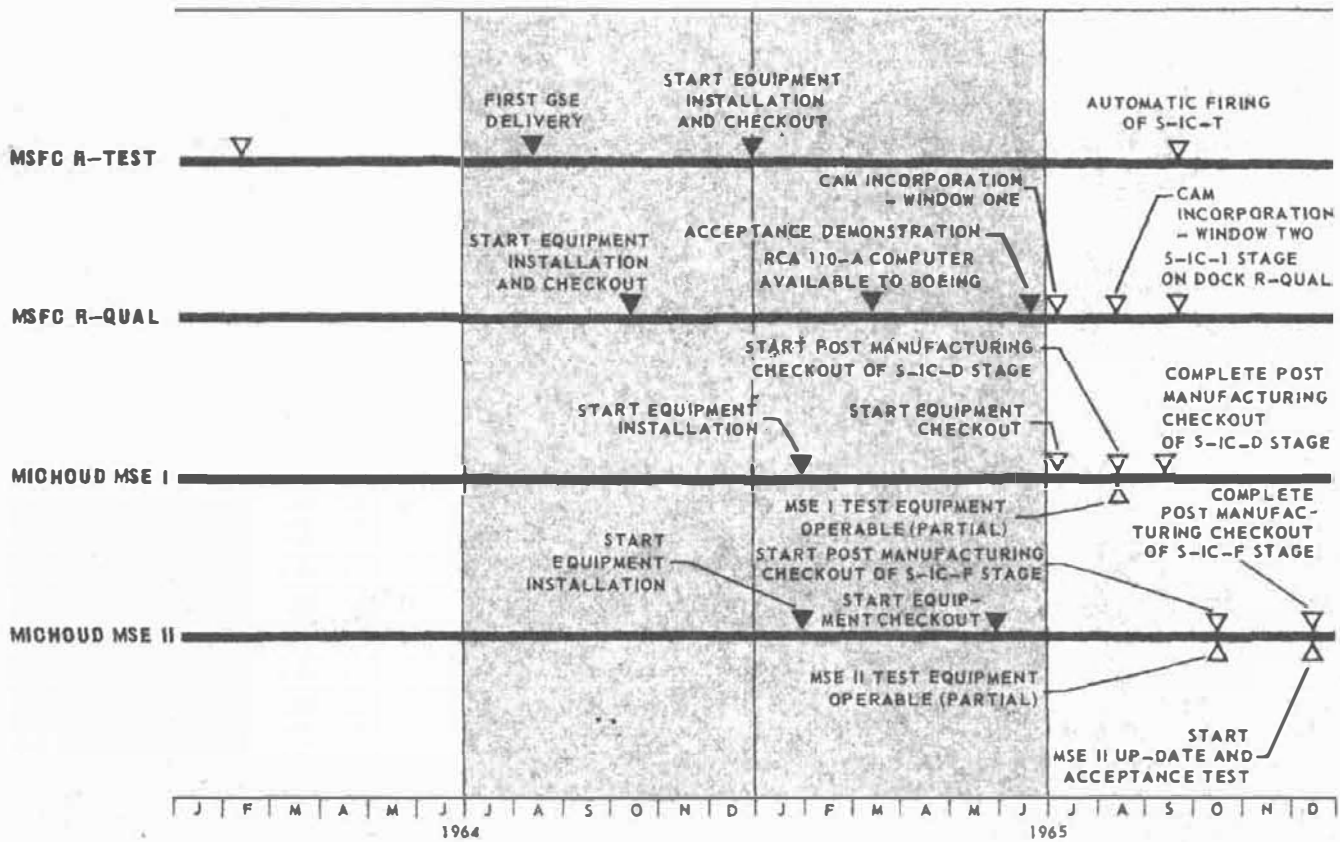 FIRST GSE
DELIVERY
START EQUIPMENT
INSTALLATION
AND CHECKOUT
AUTOMATIC FIRING
OF S-IC-T
MSFC R-TEST
CAM INCORPORATION
- WINDOW ONE
CAM
INCORPORATION
- WINDOW TWO
START EQUIPMENT
INSTALLATION
AND CHECKOUT
ACCEPTANCE DEMONSTRATION
RCA 110-A COMPUTER
AVAILABLE TO BOEING
S-IC-1 STAGE
ON DOCK R-QUAL
MSFC R-QUAL
START POST MANUFACTURING
CHECKOUT OF S-IC-D STAGE
START EQUIPMENT
INSTALLATION
START EQUIPMENT
CHECKOUT
COMPLETE POST
MANUFACTURING
CHECKOUT
OF S-IC-D STAGE
MICHOUD MSE I
MSE I TEST EQUIPMENT
OPERABLE (PARTIAL)
COMPLETE
POST MANUFAC-
TURING CHECKOUT
OF S-IC-F STAGE
START
EQUIPMENT
INSTALLATION
START POST MANUFACTURING
CHECKOUT OF S-IC-F STAGE
START EQUIP-
MENT CHECKOUT
MICHOUD MSE II
MSE II TEST EQUIPMENT
OPERABLE (PARTIAL)
START
MSE II UP-DATE AND
ACCEPTANCE TEST
J F M A M J J A S O N D J F M A M J J A S O N D
1964 1965